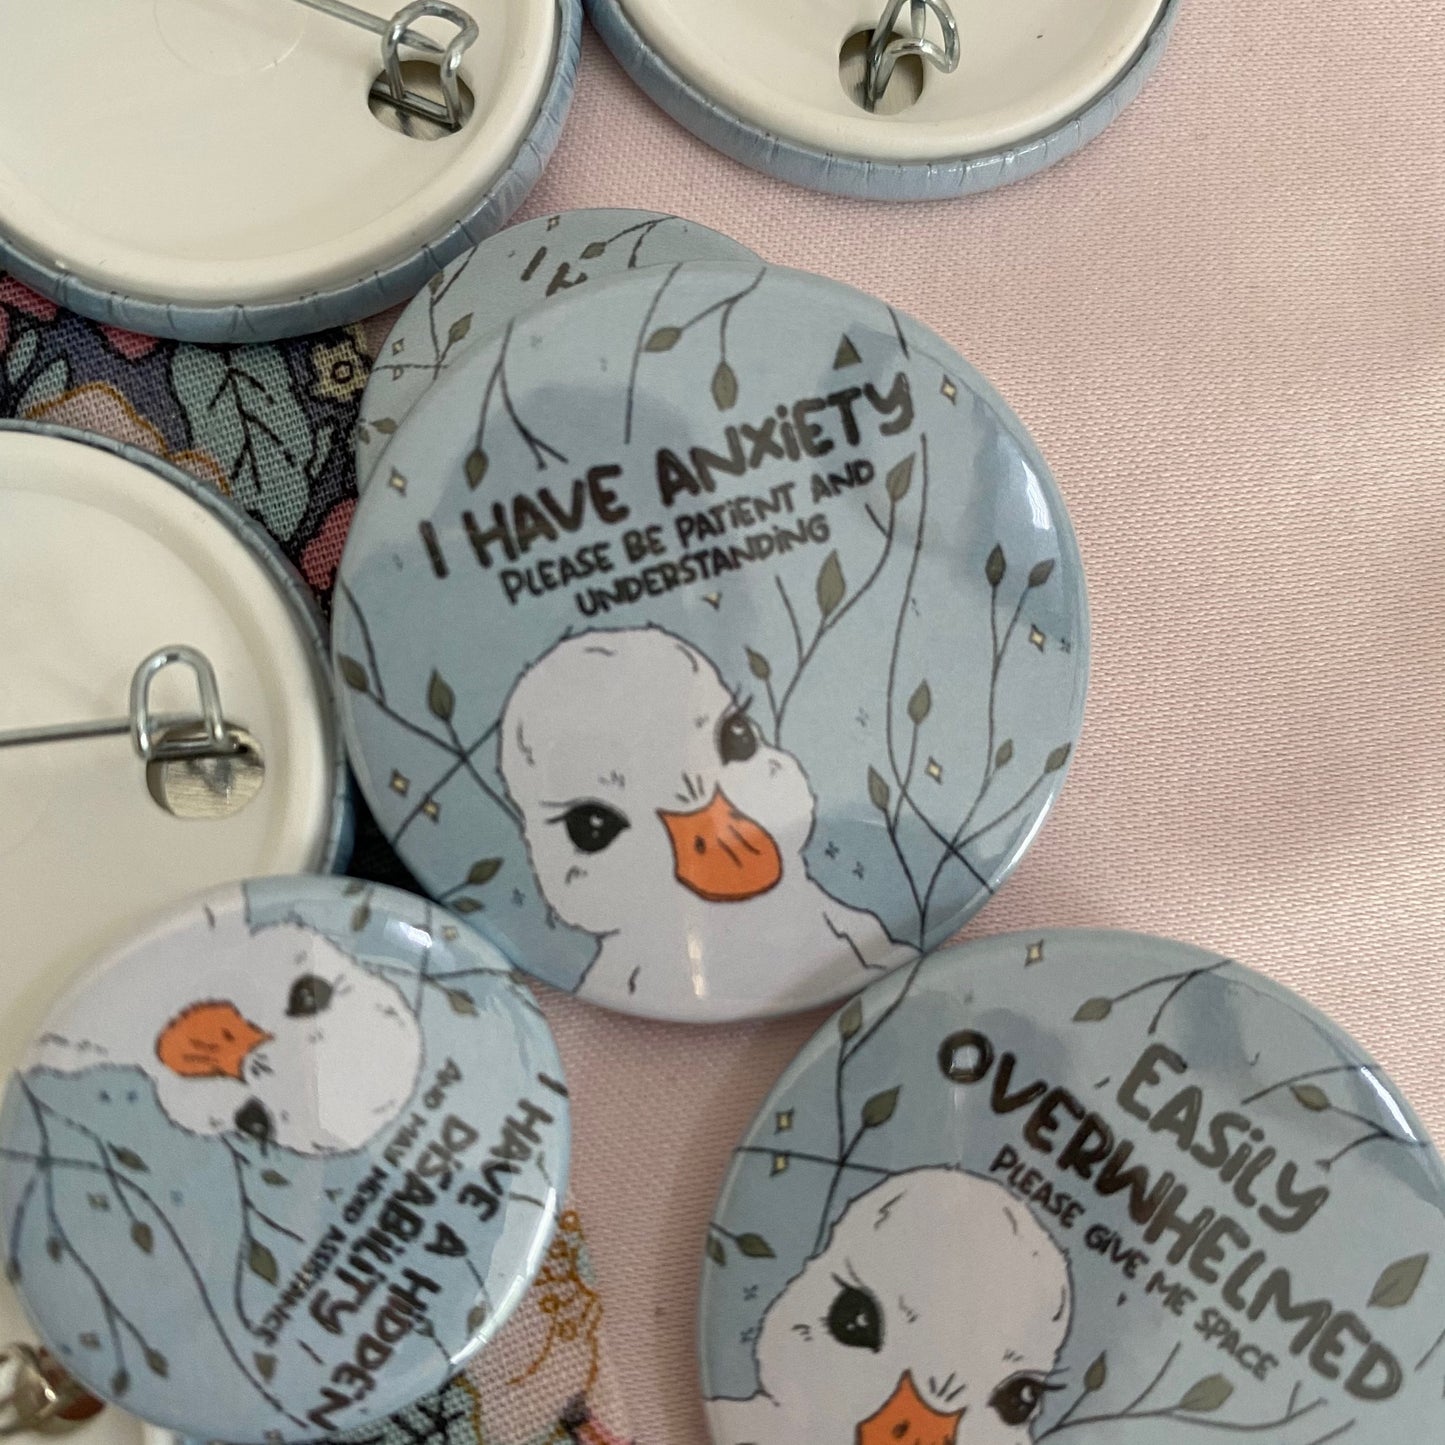 I HAVE ANXiETY
PLEASE BE PATiENT AND
UNDERSTANDiNG
EASiLY
OVERWHELMED
PLEASE GiVE ME SPACE
I HAVE A HiDDEN
DiSABiLiTY
AND MAY NEED ASSISTANCE